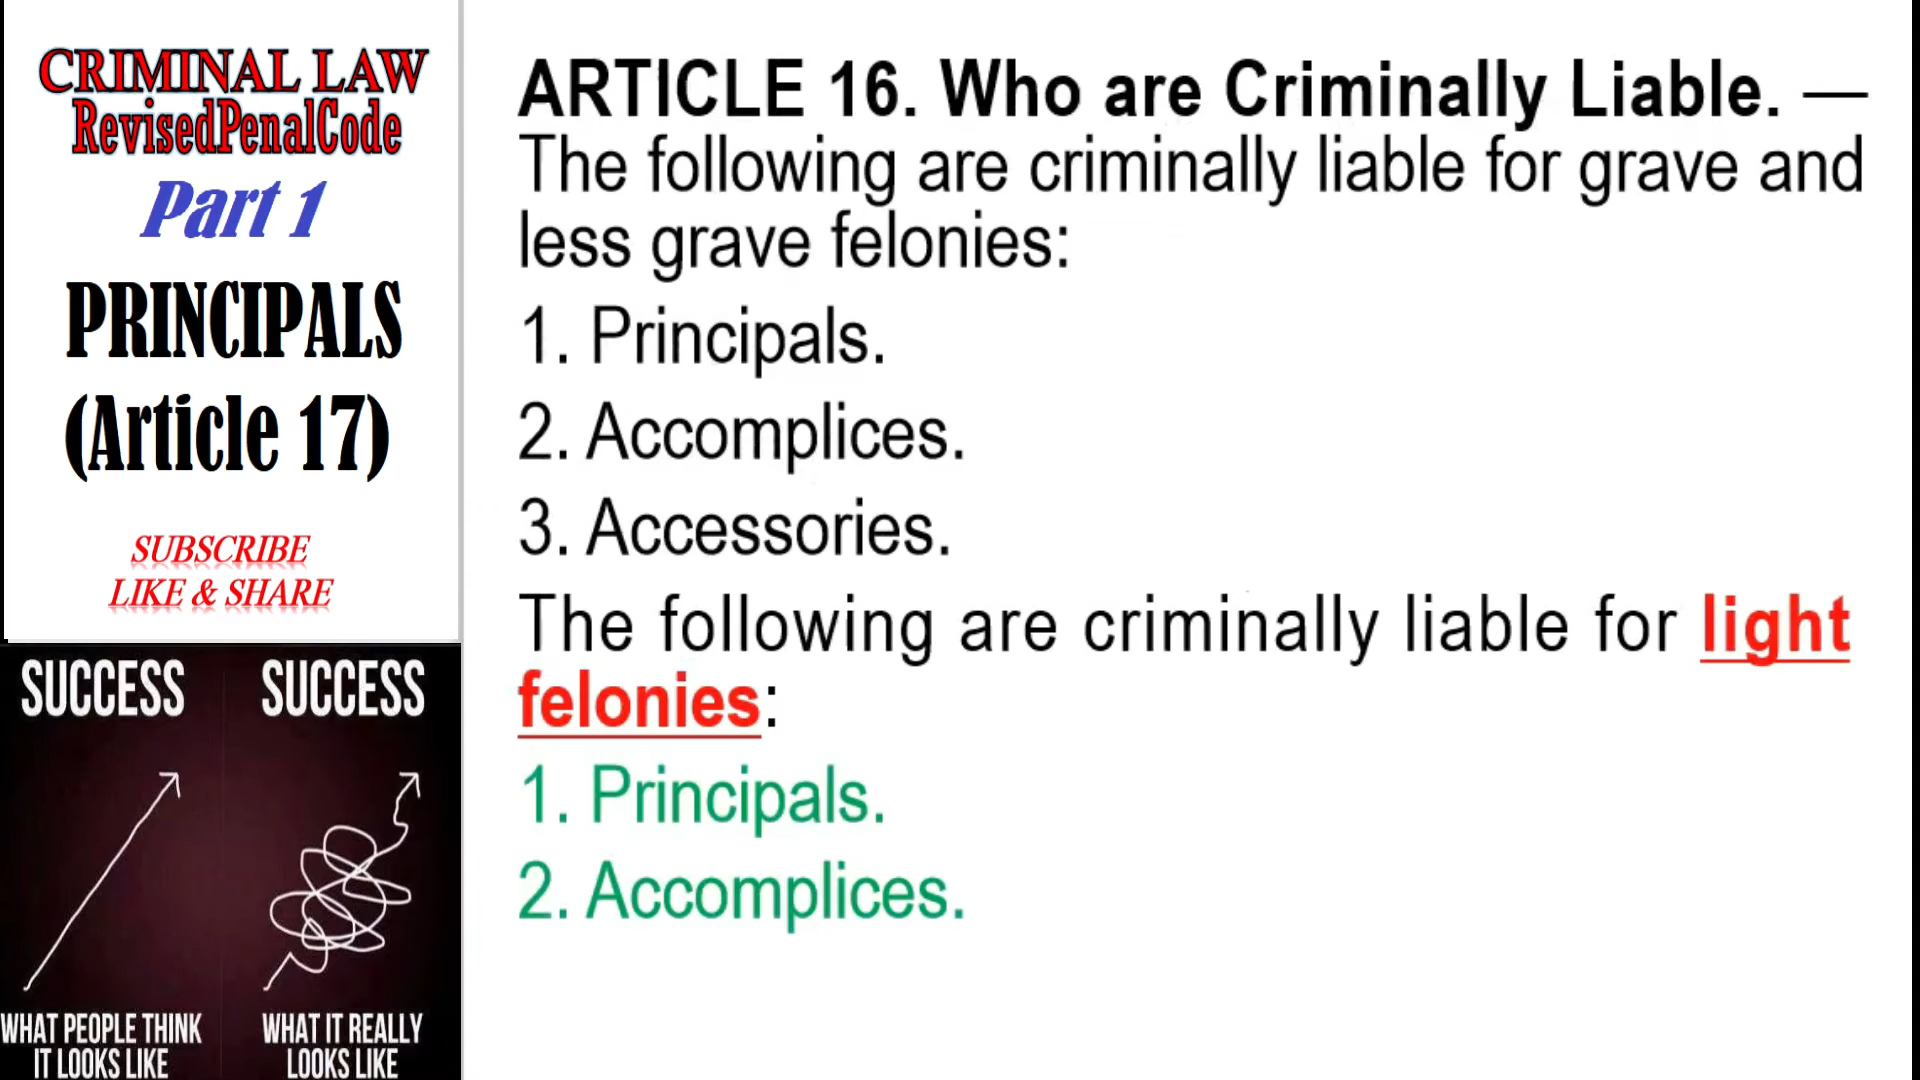 CRIMINAL LAW
RevisedPenalCode
Part 1
PRINCIPALS
(Article 17)
SUBSCRIBE
LIKE & SHARE
SUCCESS
WHAT PEOPLE THINK
IT LOOKS LIKE
SUCCESS
WHAT IT REALLY
LOOKS LIKE
ARTICLE 16. Who are Criminally Liable. —
The following are criminally liable for grave and
less grave felonies:
1. Principals.
2. Accomplices.
3. Accessories.
The following are criminally liable for light
felonies:
1. Principals.
2. Accomplices.